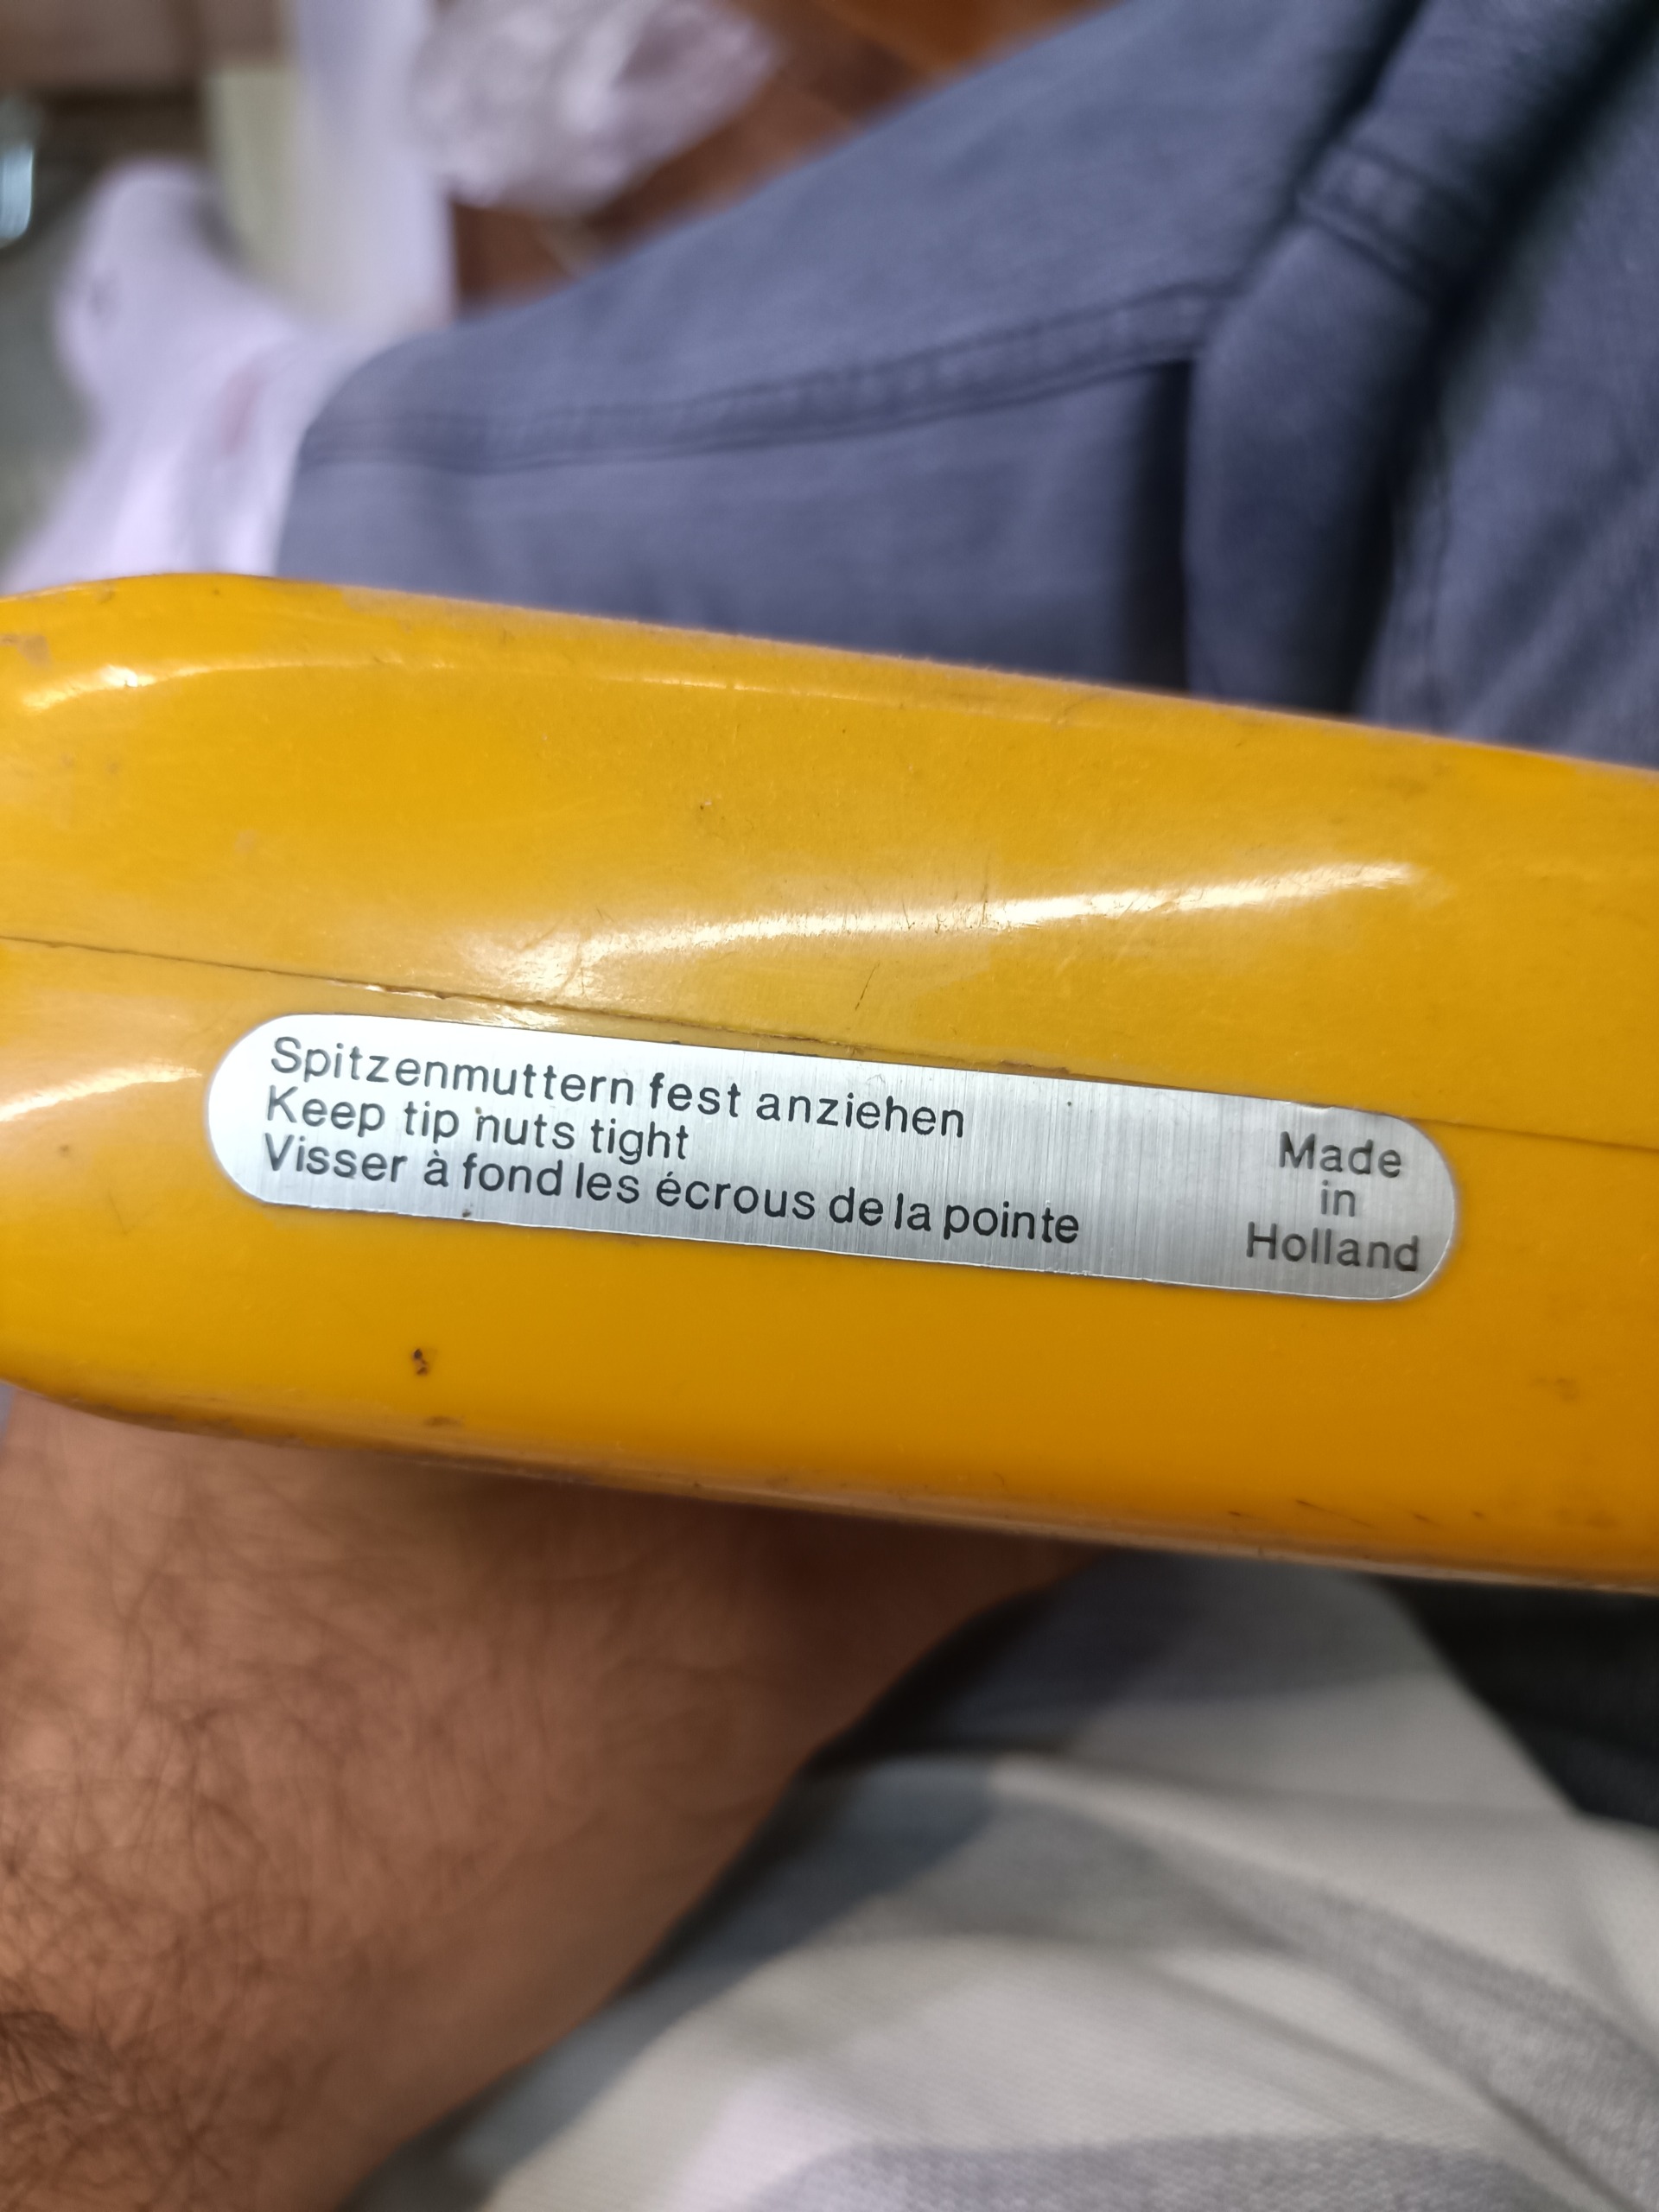 Spitzenmuttern fest anziehen
Keep tip nuts tight
Visser à fond les écrous de la pointe
Made
in
Holland